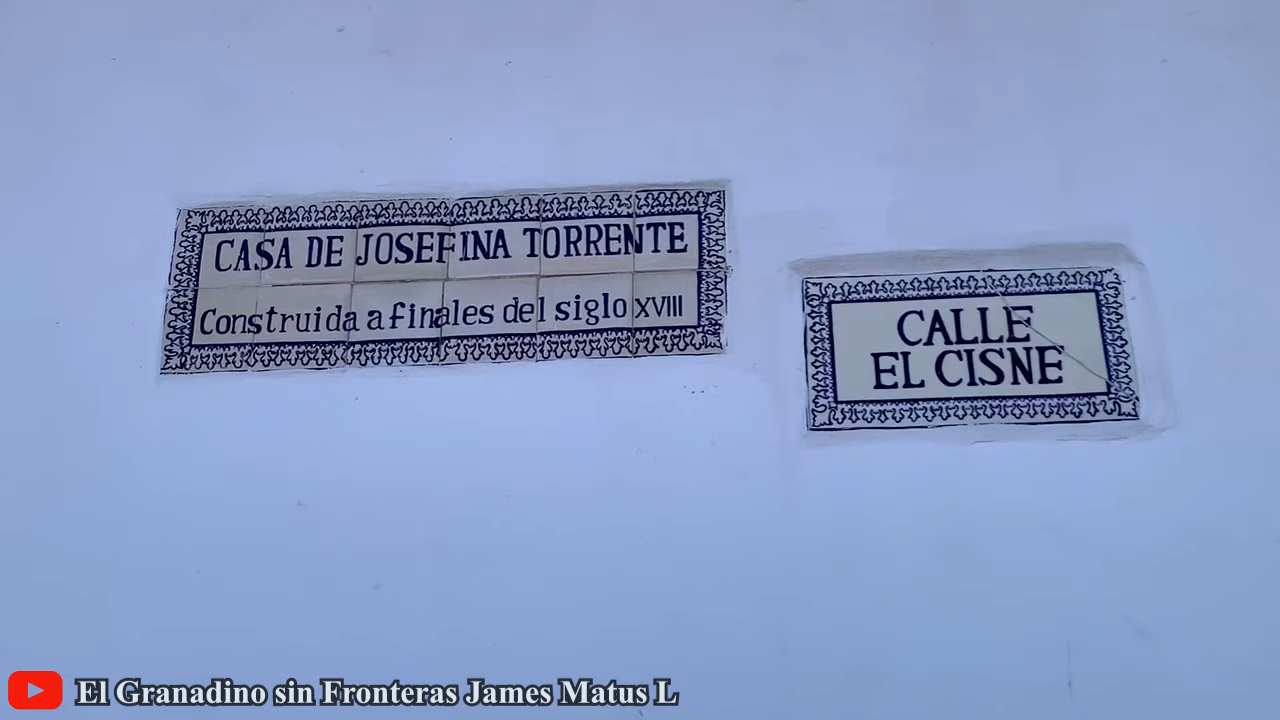 CASA DE JOSEFINA TORRENTE
Construida a finales del siglo XVIII
CALLE
EL CISNE
El Granadino sin Fronteras James Matus L